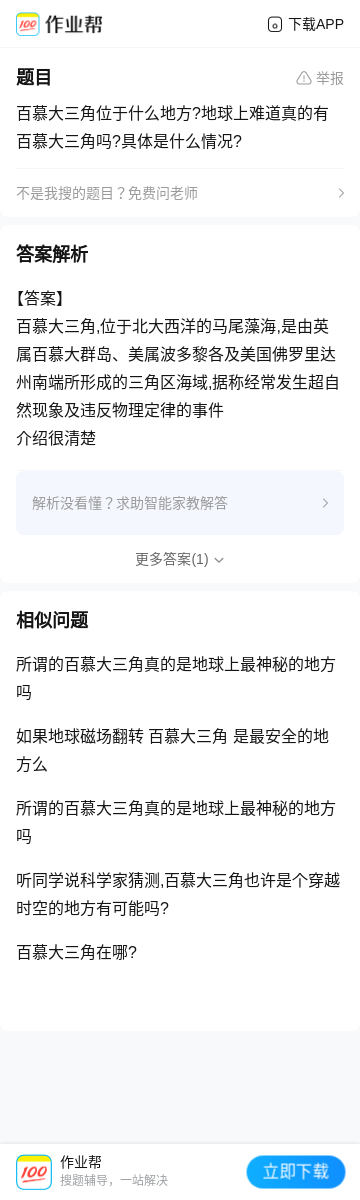 作业帮
下载APP
题目
举报
百慕大三角位于什么地方?地球上难道真的有
百慕大三角吗?具体是什么情况?
不是我搜的题目？免费问老师
答案解析
【答案】
百慕大三角,位于北大西洋的马尾藻海,是由英
属百慕大群岛、美属波多黎各及美国佛罗里达
州南端所形成的三角区海域,据称经常发生超自
然现象及违反物理定律的事件
介绍很清楚
解析没看懂？求助智能家教解答
更多答案(1)
相似问题
所谓的百慕大三角真的是地球上最神秘的地方
吗
如果地球磁场翻转 百慕大三角 是最安全的地
方么
所谓的百慕大三角真的是地球上最神秘的地方
吗
听同学说科学家猜测,百慕大三角也许是个穿越
时空的地方有可能吗?
百慕大三角在哪?
100
作业帮
搜题辅导，一站解决
立即下载